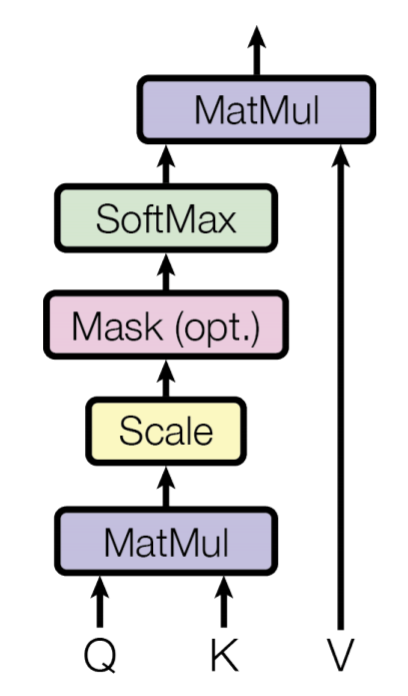 MatMul
SoftMax
Mask (opt.)
Scale
MatMul
Q K V